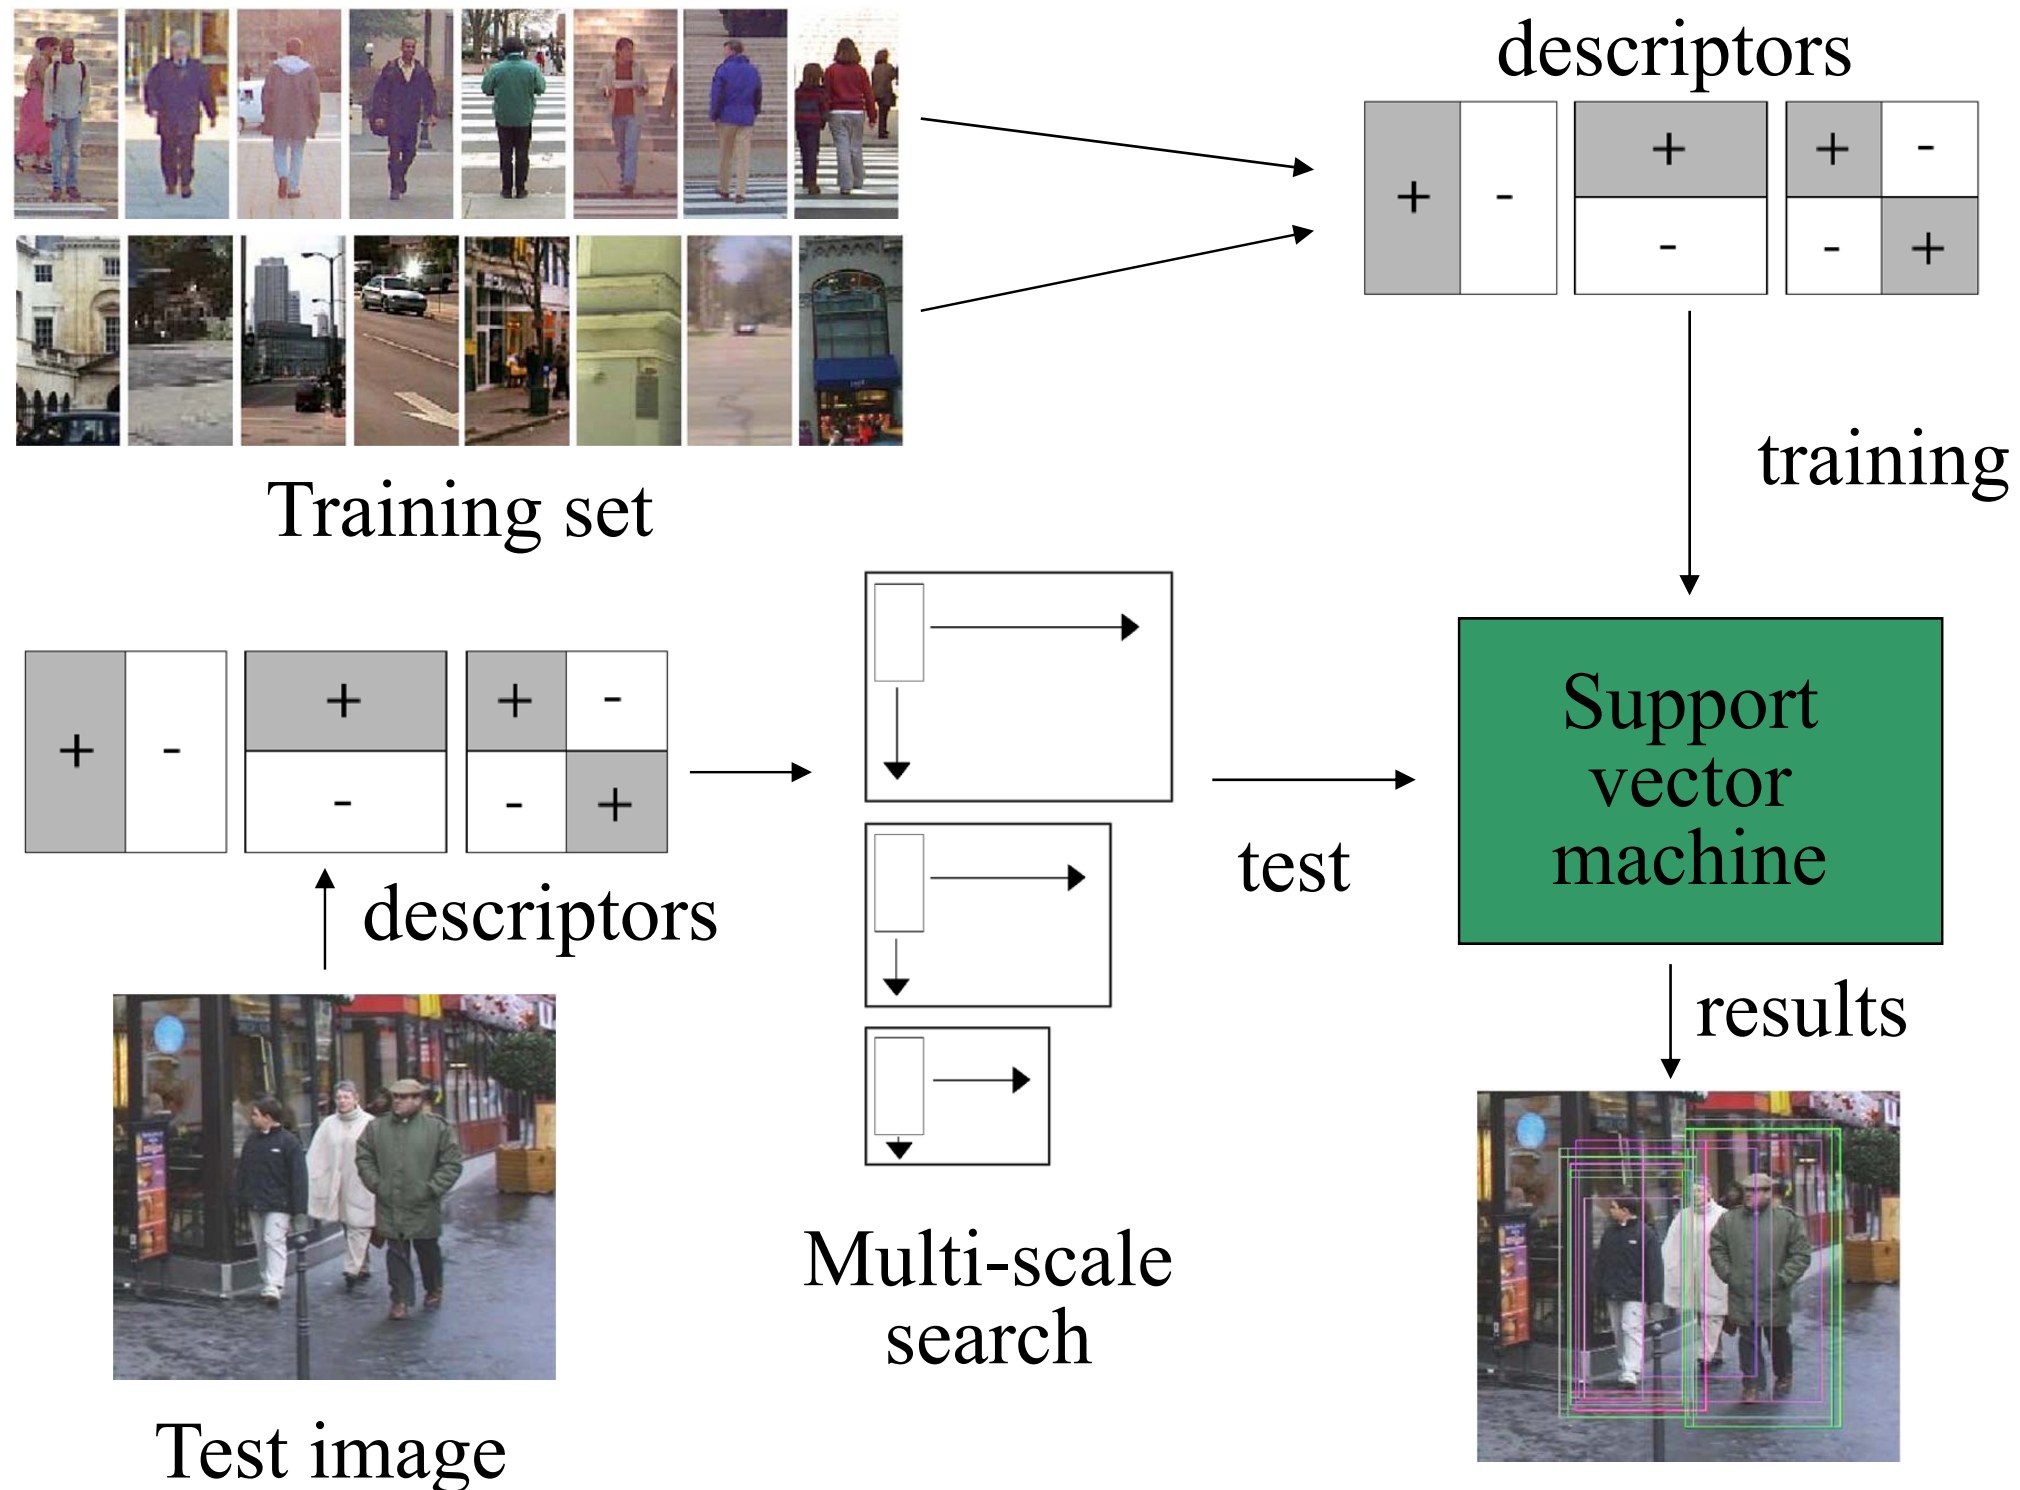 descriptors
+ -
+
-
+ -
- +
Training set
training
+ -
+
-
+ -
- +
descriptors
test
Support
vector
machine
results
Multi-scale
search
Test image